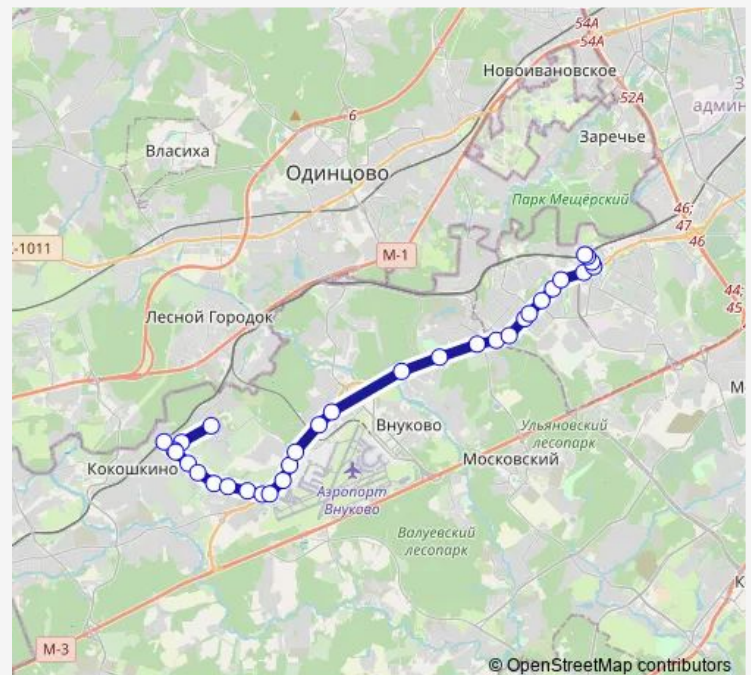 54А
54А
Новоивановское
6
52А
Власиха
Заречье
админ
Одинцово
Парк Мещёрский
46;
47
46
-1011
М-1
44;
45
Лесной Городок
М
Внуково
Ульяновский
лесопарк
Кокошкино
Московский
Аэропорт
Внуково
Валуевский
лесопарк
К
М-3
© OpenStreetMap contributors